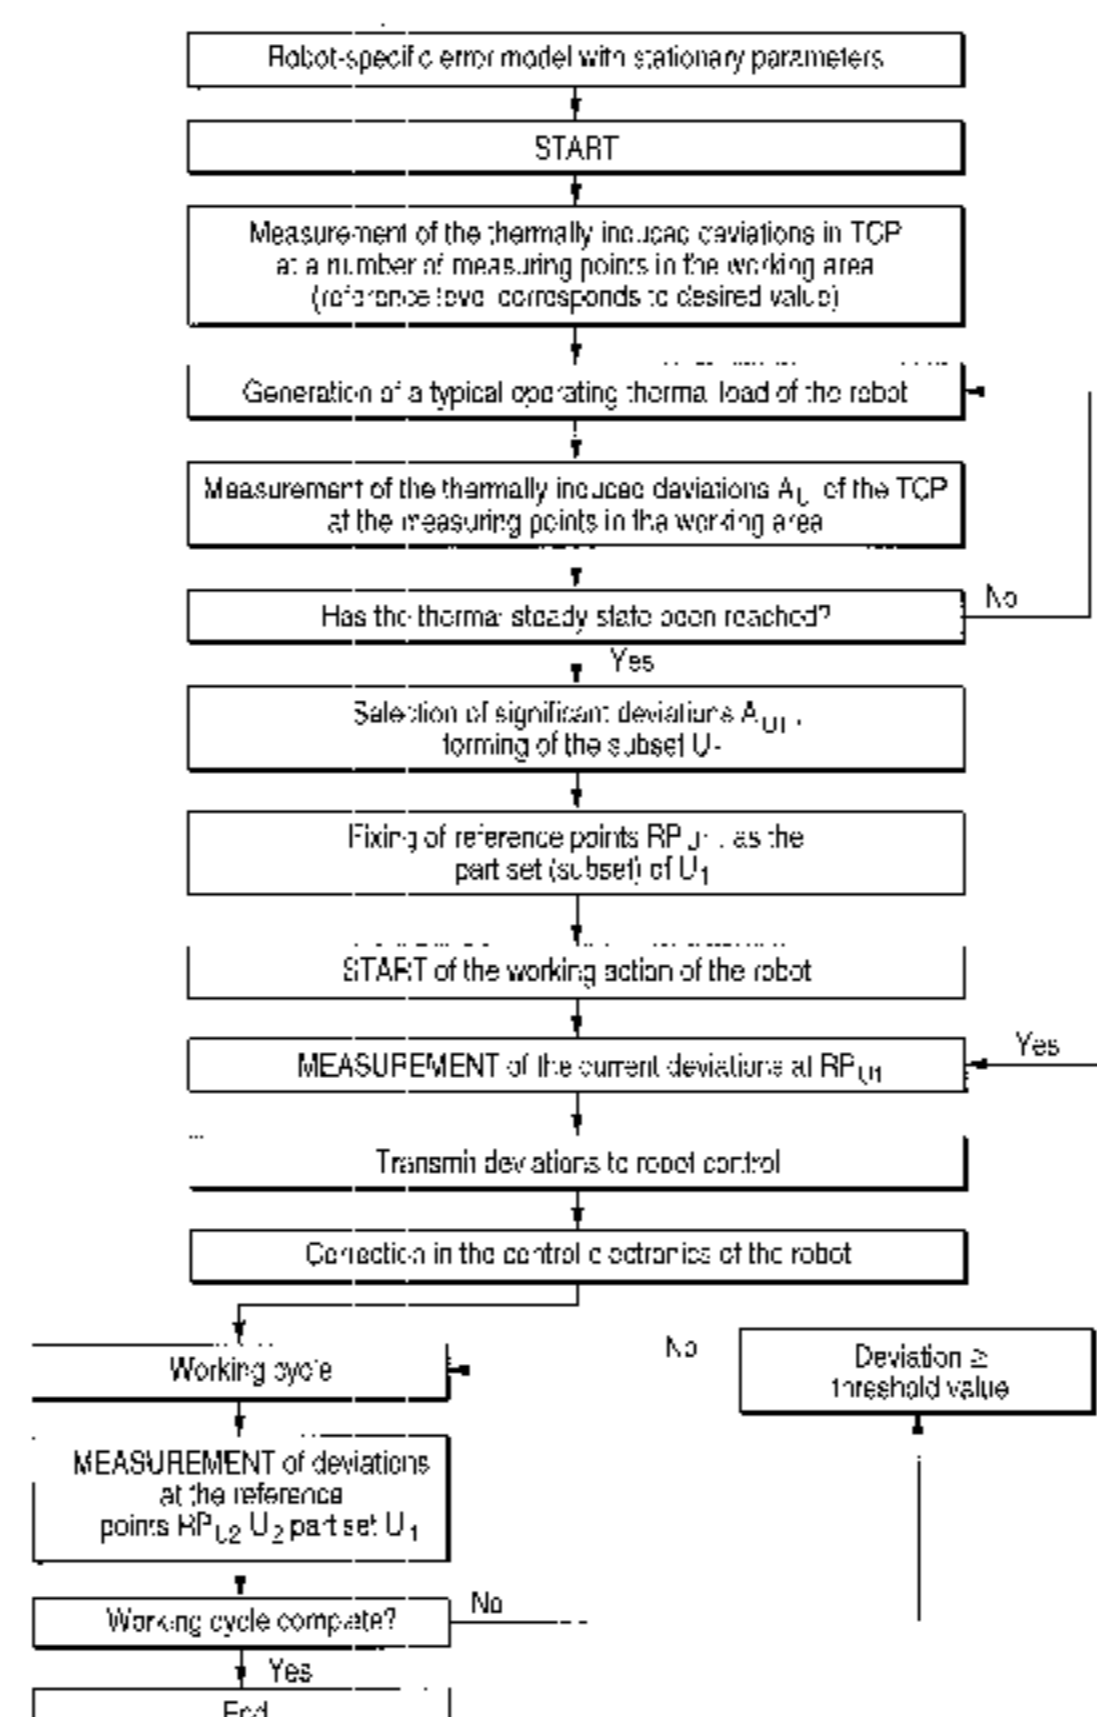 Robot-specific error model with stationary parameters
START
Measurement of the thermally induced deviations in TCP
at a number of measuring points in the working area
(reference level corresponds to desired value)
Generation of a typical operating thermal load of the robot
Measurement of the thermally induced deviations A_U of the TCP
at the measuring points in the working area
Has the thermal steady state been reached?
No
Yes
Selection of significant deviations A_U1,
forming of the subset U1
Fixing of reference points RP_U1, as the
part set (subset) of U1
START of the working action of the robot
MEASUREMENT of the current deviations at RP_U1
Yes
Transmit deviations to robot control
Correction in the control electronics of the robot
Working cycle
No
Deviation ≥
threshold value
MEASUREMENT of deviations
at the reference
points RP_U2 U2 part set U1
Working cycle complete?
No
Yes
End